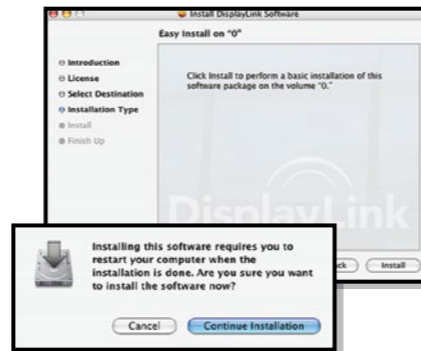 Install DisplayLink Software
Easy Install on "0"
Introduction
License
Select Destination
Installation Type
Install
Finish Up
Click Install to perform a basic installation of this
software package on the volume "0."
DisplayLink
ck
Install
Installing this software requires you to
restart your computer when the
installation is done. Are you sure you want
to install the software now?
Cancel
Continue Installation